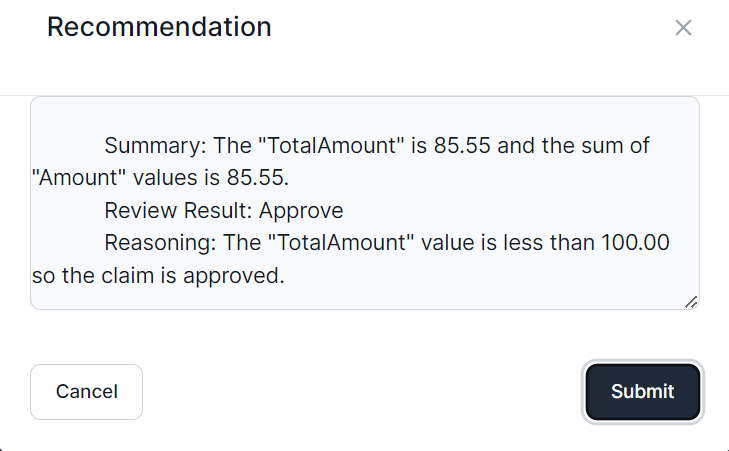 Recommendation
Summary: The "TotalAmount" is 85.55 and the sum of
"Amount" values is 85.55.
Review Result: Approve
Reasoning: The "TotalAmount" value is less than 100.00
so the claim is approved.
Cancel
Submit